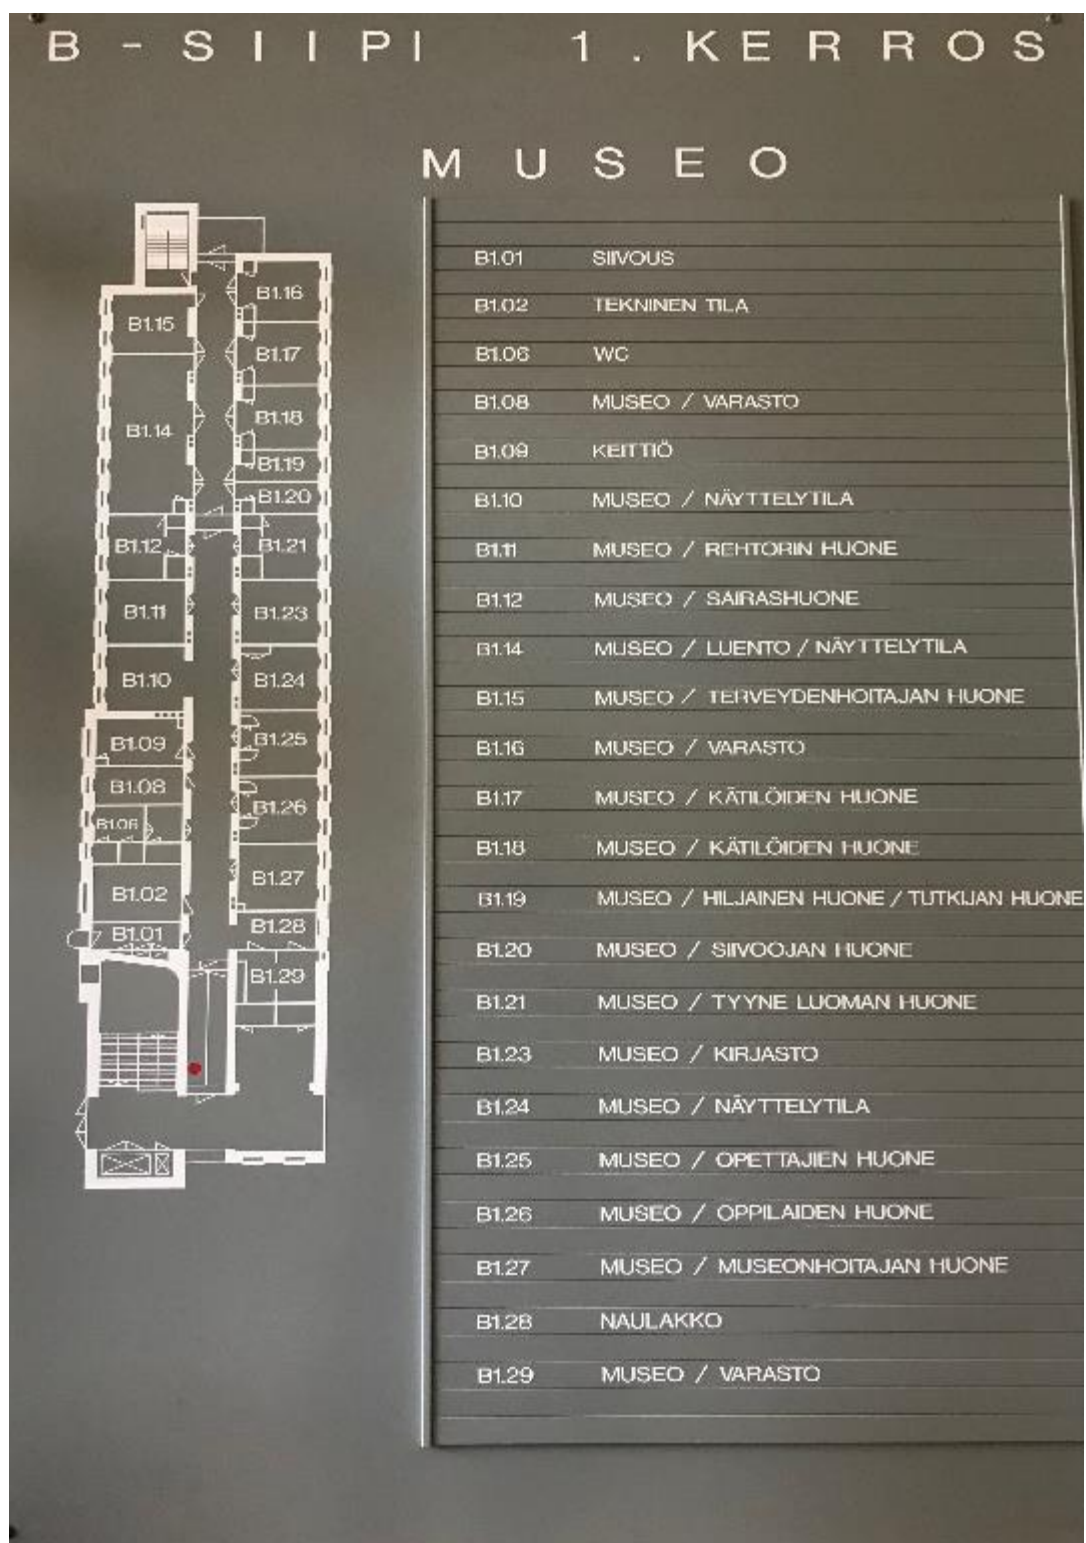 B-SIIPI 1. KERROS
MUSEO
B1.01 SIIVOUS
B1.02 TEKNINEN TILA
B1.06 WC
B1.08 MUSEO / VARASTO
B1.09 KEITTIÖ
B1.10 MUSEO / NÄYTTELYTILA
B1.11 MUSEO / REHTORIN HUONE
B1.12 MUSEO / SAIRASHUONE
B1.14 MUSEO / LUENTO / NÄYTTELYTILA
B1.15 MUSEO / TERVEYDENHOITAJAN HUONE
B1.16 MUSEO / VARASTO
B1.17 MUSEO / KÄTILÖIDEN HUONE
B1.18 MUSEO / KÄTILÖIDEN HUONE
B1.19 MUSEO / HILJAINEN HUONE / TUTKIJAN HUONE
B1.20 MUSEO / SIIVOOJAN HUONE
B1.21 MUSEO / TYYNE LUOMAN HUONE
B1.23 MUSEO / KIRJASTO
B1.24 MUSEO / NÄYTTELYTILA
B1.25 MUSEO / OPETTAJIEN HUONE
B1.26 MUSEO / OPPILAIDEN HUONE
B1.27 MUSEO / MUSEONHOITAJAN HUONE
B1.28 NAULAKKO
B1.29 MUSEO / VARASTO
B1.16
B1.15
B1.17
B1.18
B1.14
B1.19
B1.20
B1.12
B1.21
B1.11
B1.23
B1.10
B1.24
B1.09
B1.25
B1.08
B1.26
B1.06
B1.27
B1.02
B1.28
B1.01
B1.29